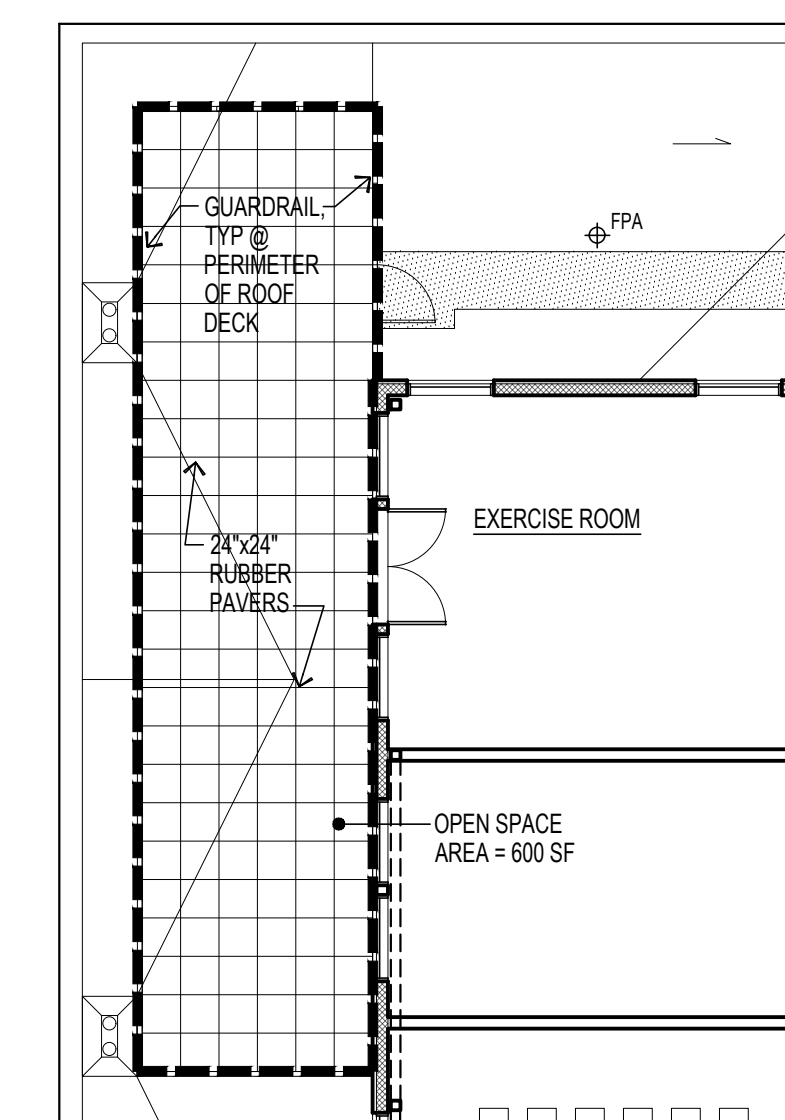 GUARDRAIL,
TYP @
PERIMETER
OF ROOF
DECK
FPA
EXERCISE ROOM
24"x24"
RUBBER
PAVERS
OPEN SPACE
AREA = 600 SF